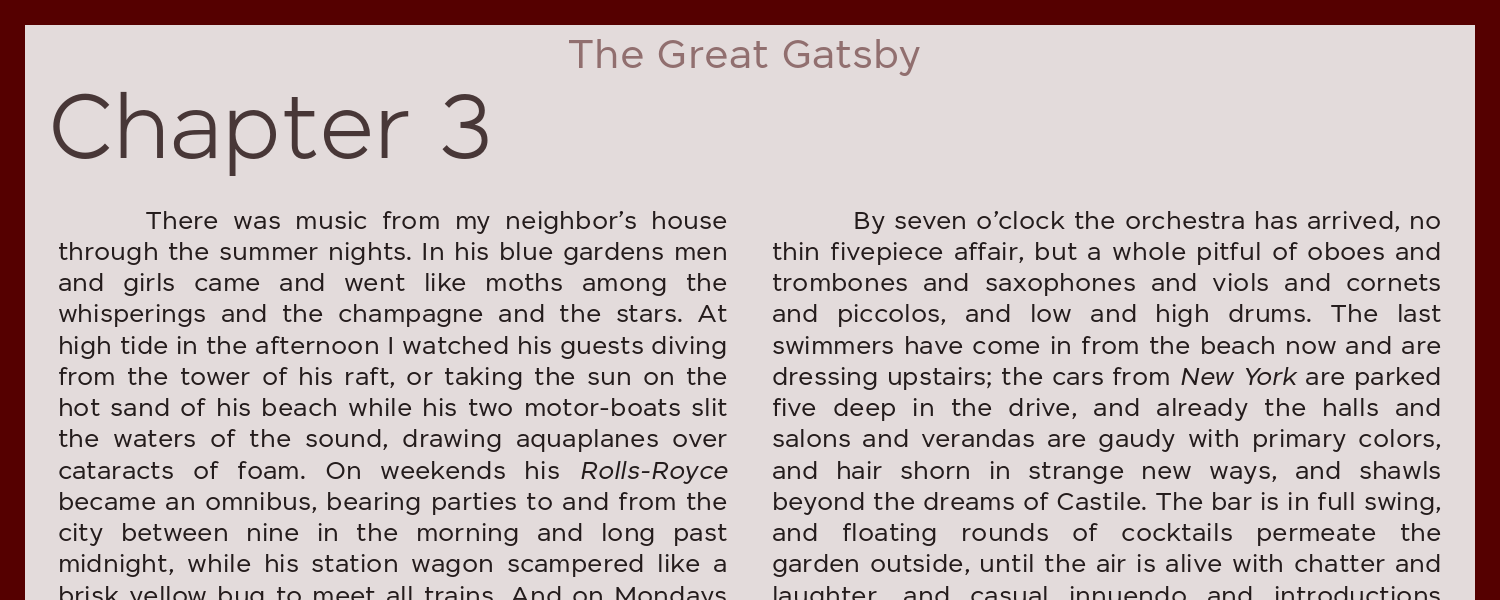 The Great Gatsby
Chapter 3
There was music from my neighbor’s house
through the summer nights. In his blue gardens men
and girls came and went like moths among the
whisperings and the champagne and the stars. At
high tide in the afternoon I watched his guests diving
from the tower of his raft, or taking the sun on the
hot sand of his beach while his two motor-boats slit
the waters of the sound, drawing aquaplanes over
cataracts of foam. On weekends his Rolls-Royce
became an omnibus, bearing parties to and from the
city between nine in the morning and long past
midnight, while his station wagon scampered like a
brisk yellow bug to meet all trains. And on Mondays
By seven o’clock the orchestra has arrived, no
thin fivepiece affair, but a whole pitful of oboes and
trombones and saxophones and viols and cornets
and piccolos, and low and high drums. The last
swimmers have come in from the beach now and are
dressing upstairs; the cars from New York are parked
five deep in the drive, and already the halls and
salons and verandas are gaudy with primary colors,
and hair shorn in strange new ways, and shawls
beyond the dreams of Castile. The bar is in full swing,
and floating rounds of cocktails permeate the
garden outside, until the air is alive with chatter and
laughter, and casual innuendo and introductions